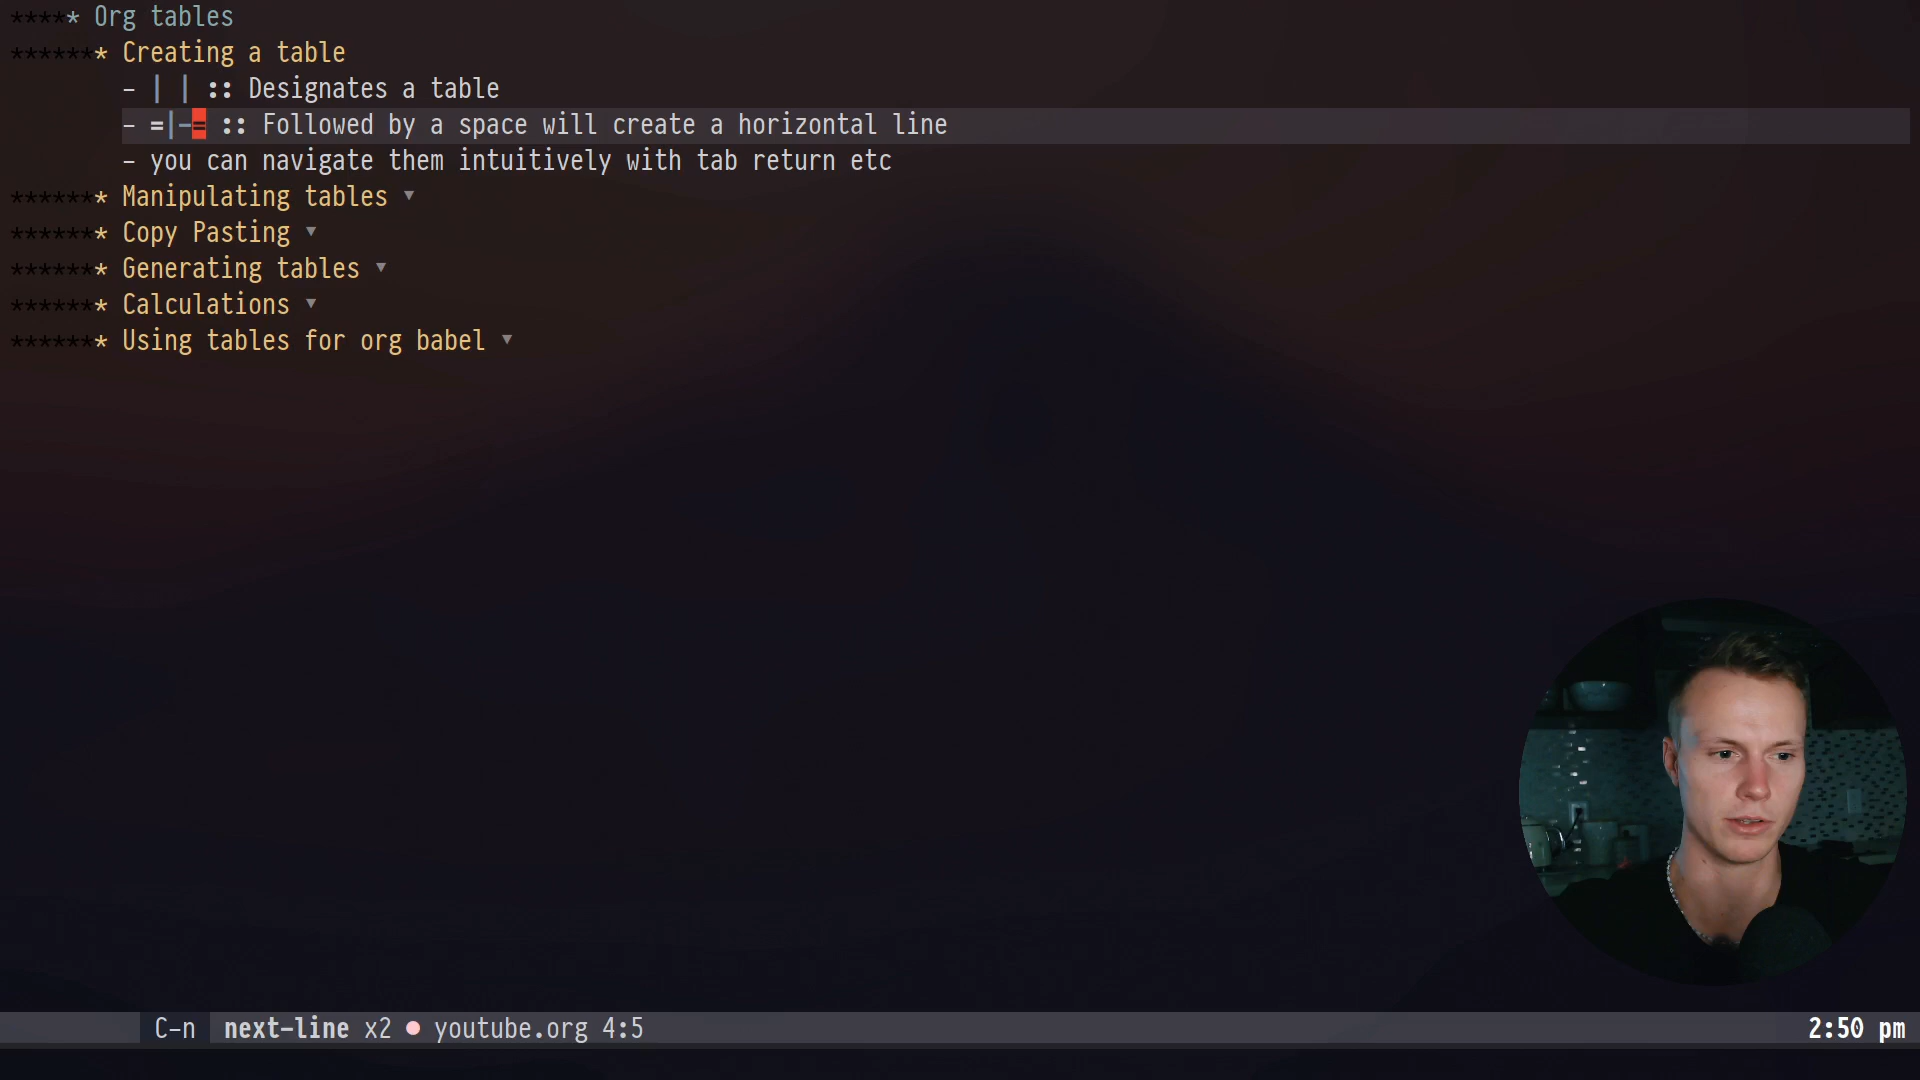 ***** Org tables
******* Creating a table
- | | :: Designates a table
- =|-= :: Followed by a space will create a horizontal line
- you can navigate them intuitively with tab return etc
******* Manipulating tables ▾
******* Copy Pasting ▾
******* Generating tables ▾
******* Calculations ▾
******* Using tables for org babel ▾
C-n next-line x2 ● youtube.org 4:5 2:50 pm